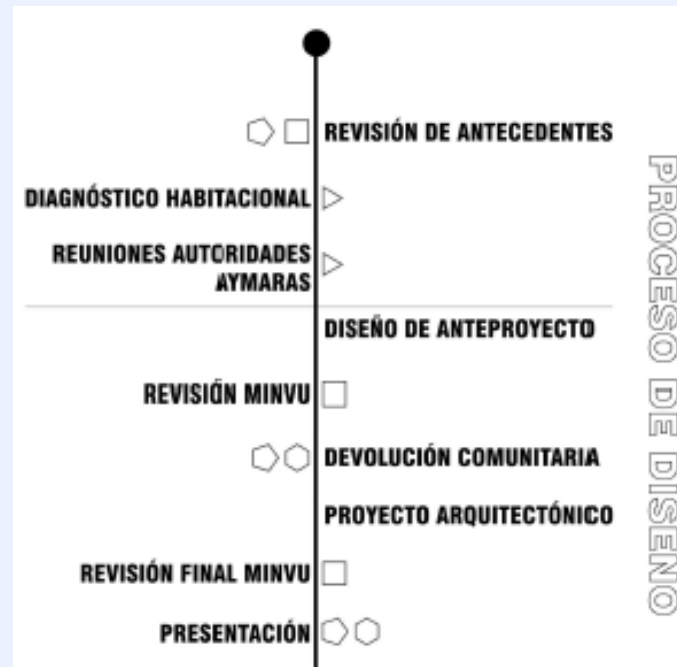 REVISIÓN DE ANTECEDENTES
DIAGNÓSTICO HABITACIONAL
REUNIONES AUTORIDADES
AYMARAS
DISEÑO DE ANTEPROYECTO
REVISIÓN MINVU
DEVOLUCIÓN COMUNITARIA
PROYECTO ARQUITECTÓNICO
REVISIÓN FINAL MINVU
PRESENTACIÓN
PROCESO DE DISENO